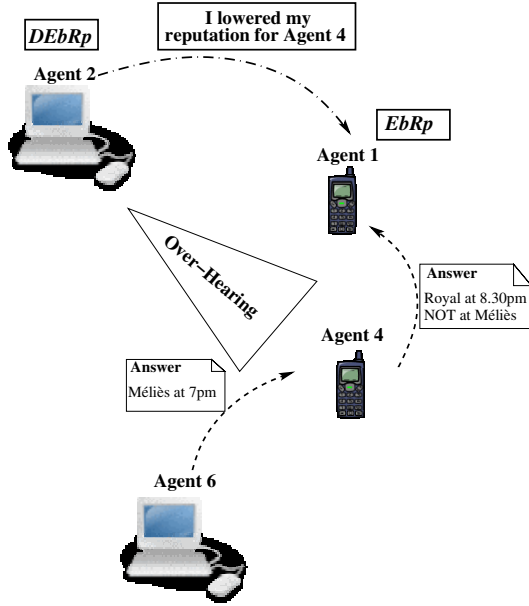 I lowered my
reputation for Agent 4
DEbRp
Agent 2
EbRp
Agent 1
Over-Hearing
Answer
Royal at 8.30pm
NOT at Méliès
Agent 4
Answer
Méliès at 7pm
Agent 6